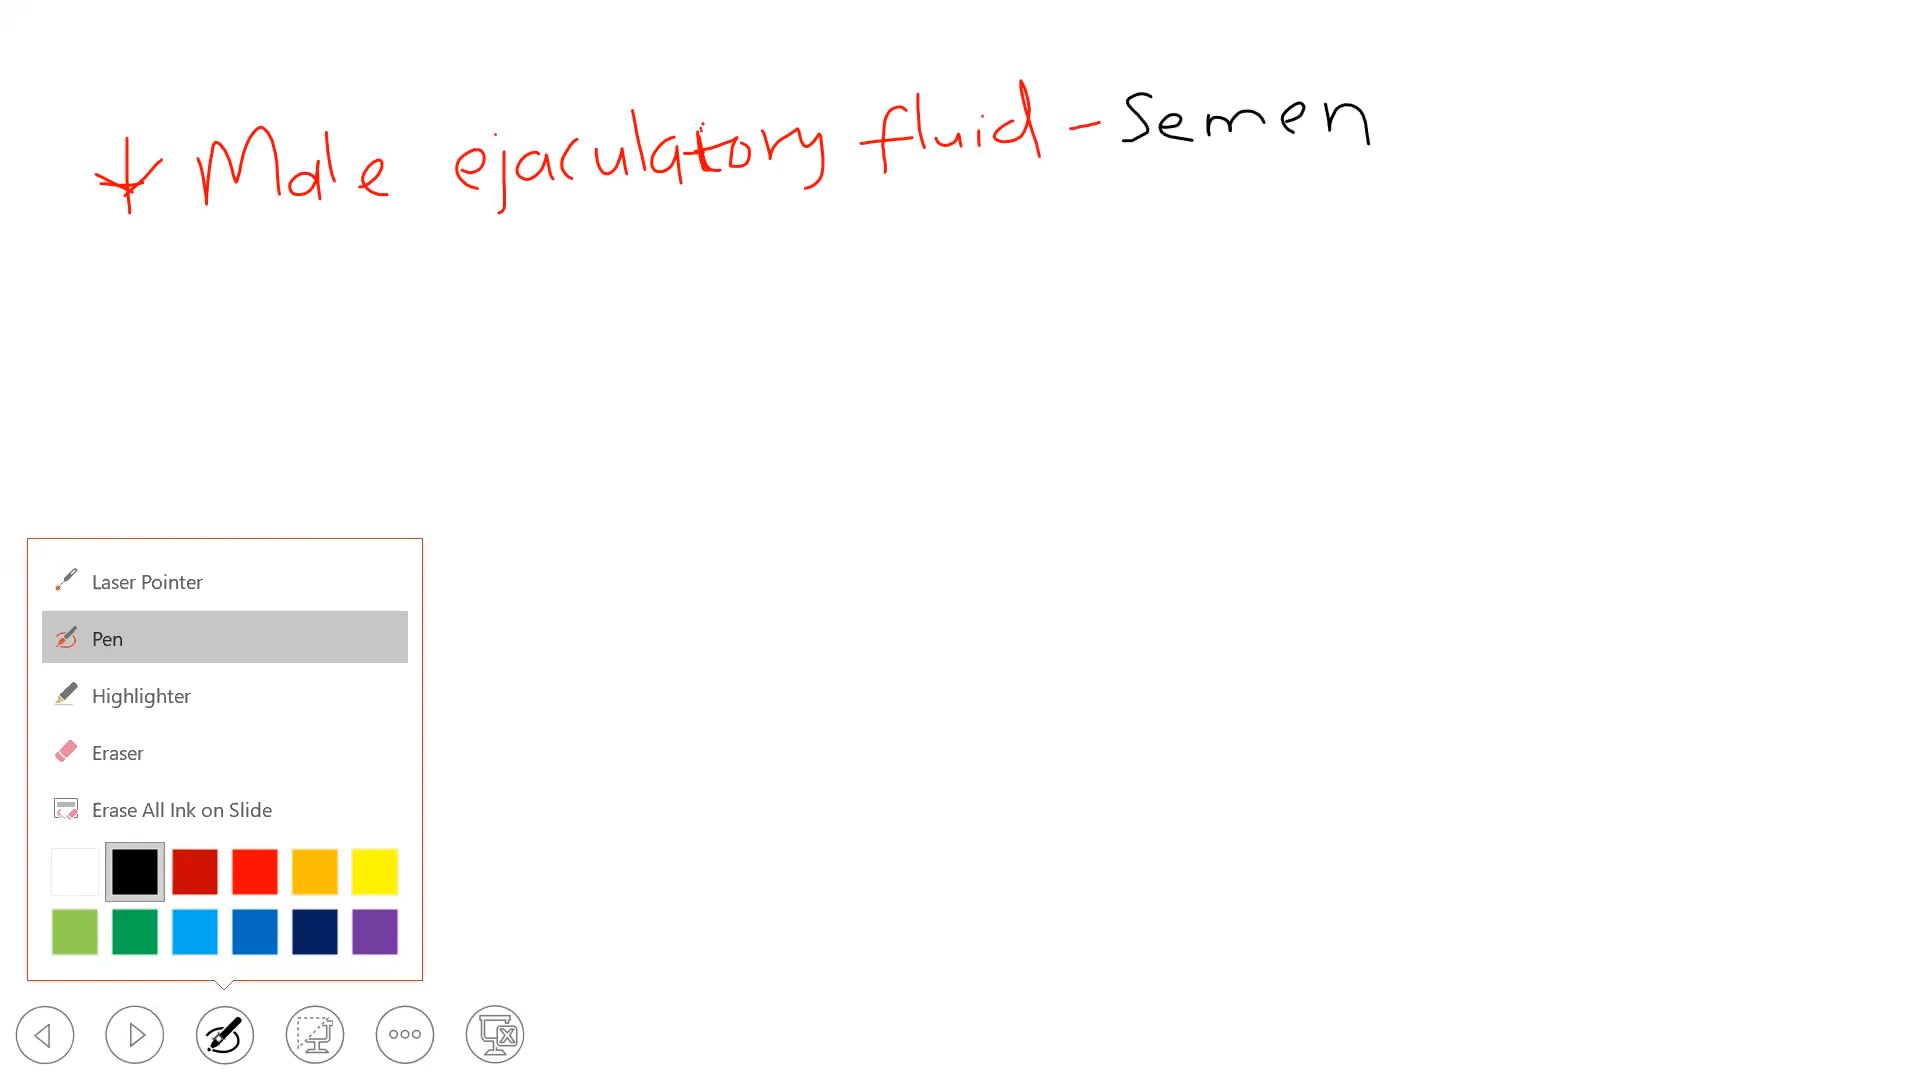 ↓ Male ejaculatory fluid - Semen
Laser Pointer
Pen
Highlighter
Eraser
Erase All Ink on Slide